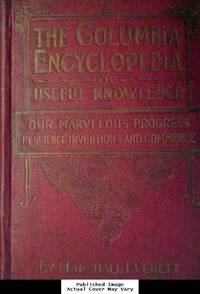 THE COLUMBIA
ENCYCLOPEDIA
OF
USEFUL KNOWLEDGE
OUR MARVELOUS PROGRESS
IN SCIENCE INVENTIONS AND COMMERCE
BY MARSHALL EVERETT
Published Image
Actual Cover May Vary